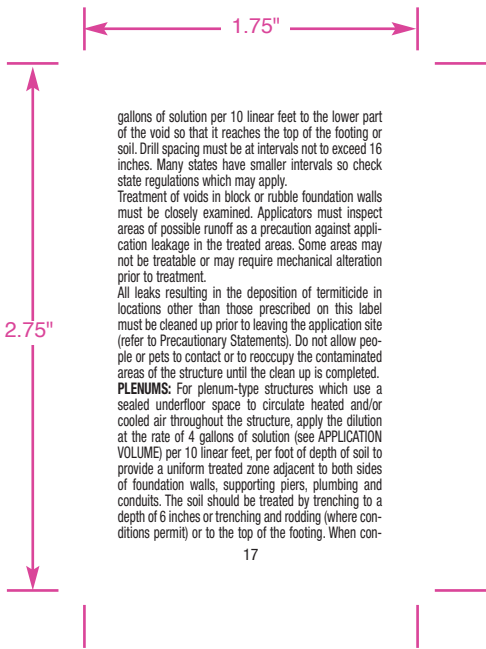 1.75"
2.75"
gallons of solution per 10 linear feet to the lower part
of the void so that it reaches the top of the footing or
soil. Drill spacing must be at intervals not to exceed 16
inches. Many states have smaller intervals so check
state regulations which may apply.
Treatment of voids in block or rubble foundation walls
must be closely examined. Applicators must inspect
areas of possible runoff as a precaution against appli-
cation leakage in the treated areas. Some areas may
not be treatable or may require mechanical alteration
prior to treatment.
All leaks resulting in the deposition of termiticide in
locations other than those prescribed on this label
must be cleaned up prior to leaving the application site
(refer to Precautionary Statements). Do not allow peo-
ple or pets to contact or to reoccupy the contaminated
areas of the structure until the clean up is completed.
PLENUMS: For plenum-type structures which use a
sealed underfloor space to circulate heated and/or
cooled air throughout the structure, apply the dilution
at the rate of 4 gallons of solution (see APPLICATION
VOLUME) per 10 linear feet, per foot of depth of soil to
provide a uniform treated zone adjacent to both sides
of foundation walls, supporting piers, plumbing and
conduits. The soil should be treated by trenching to a
depth of 6 inches or trenching and rodding (where con-
ditions permit) or to the top of the footing. When con-
17